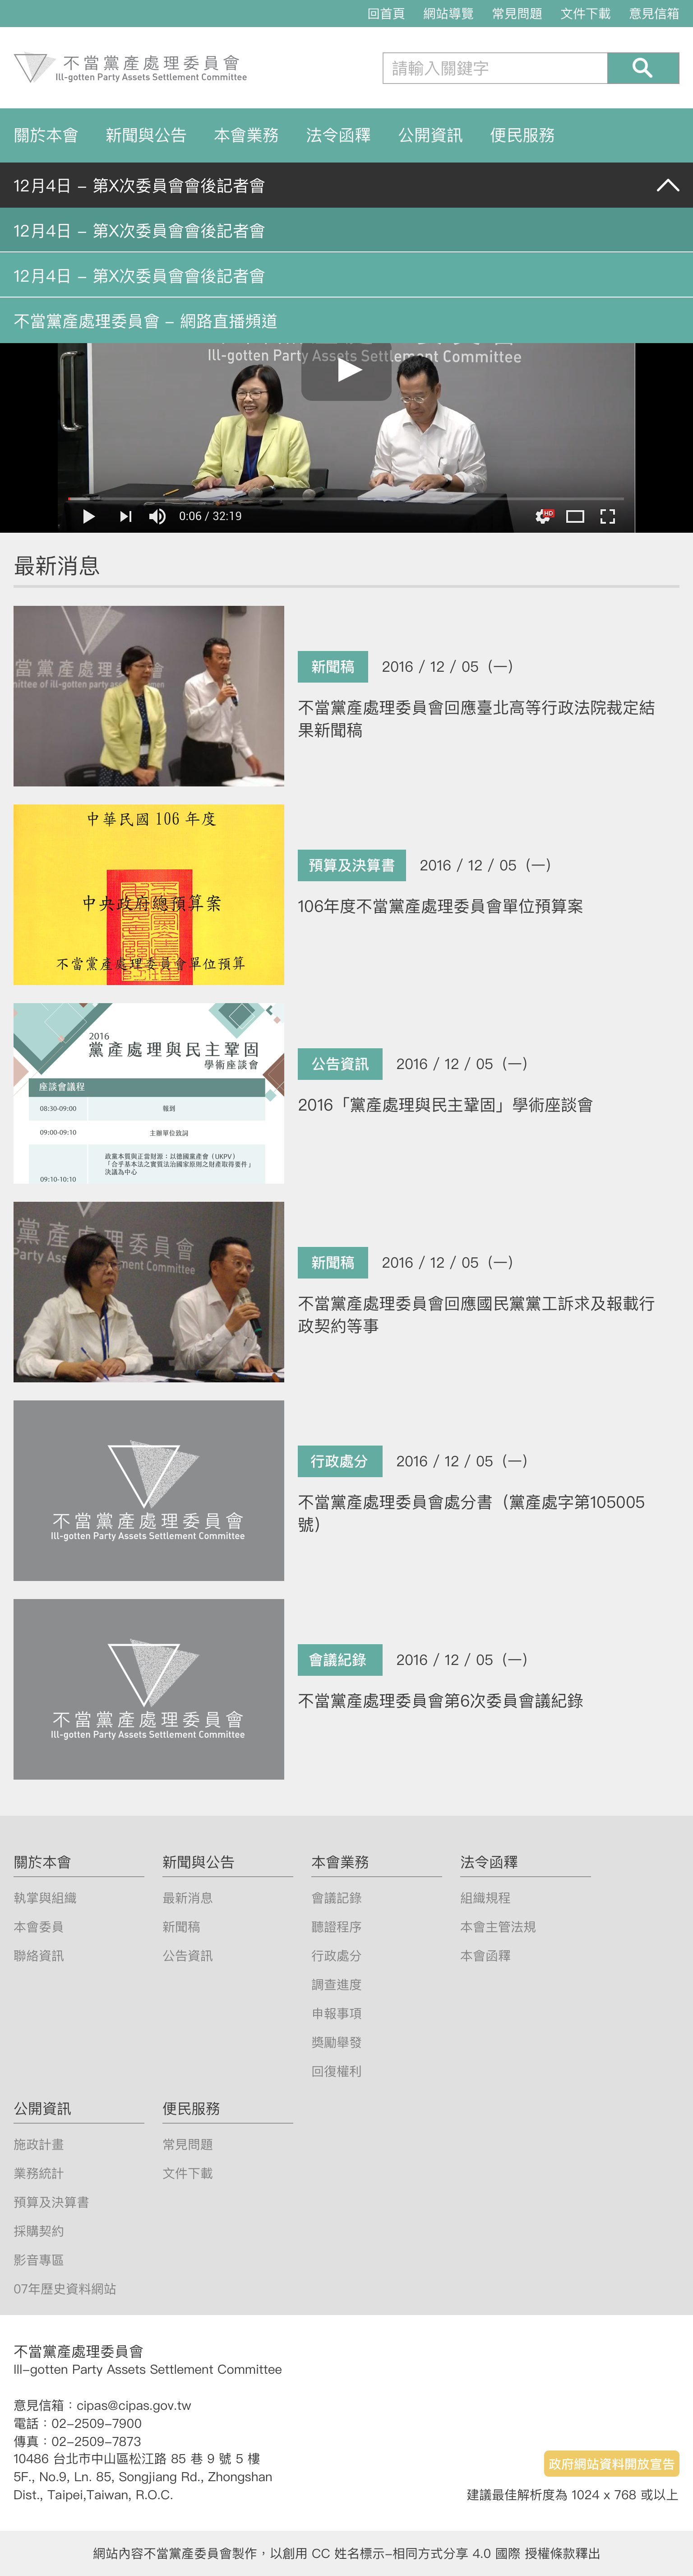 回首頁 網站導覽 常見問題 文件下載 意見信箱
不當黨產處理委員會
Ill-gotten Party Assets Settlement Committee
請輸入關鍵字
關於本會 新聞與公告 本會業務 法令函釋 公開資訊 便民服務
12月4日 – 第X次委員會會後記者會
12月4日 – 第X次委員會會後記者會
12月4日 – 第X次委員會會後記者會
不當黨產處理委員會 – 網路直播頻道
Ill-gotten Party Assets Settlement Committee
0:06 / 32:19
HD
最新消息
當黨產處理委員會
mittee of ill-gotten party assets
新聞稿 2016 / 12 / 05（一）
不當黨產處理委員會回應臺北高等行政法院裁定結
果新聞稿
中華民國 106 年度
中央政府總預算案
不當黨產處理委員會單位預算
預算及決算書 2016 / 12 / 05（一）
106年度不當黨產處理委員會單位預算案
2016
黨產處理與民主鞏固
學術座談會
座談會議程
08:30-09:00 報到
09:00-09:10 主辦單位致詞
09:10-10:10 政黨本質與正當財源：以德國黨產會（UKPV）
「合乎基本法之實質法治國家原則之財產取得要件」
決議為中心
公告資訊 2016 / 12 / 05（一）
2016「黨產處理與民主鞏固」學術座談會
黨產處理委員會
Party Assets Settlement Committee
新聞稿 2016 / 12 / 05（一）
不當黨產處理委員會回應國民黨黨工訴求及報載行
政契約等事
不當黨產處理委員會
Ill-gotten Party Assets Settlement Committee
行政處分 2016 / 12 / 05（一）
不當黨產處理委員會處分書（黨產處字第105005
號）
不當黨產處理委員會
Ill-gotten Party Assets Settlement Committee
會議紀錄 2016 / 12 / 05（一）
不當黨產處理委員會第6次委員會議紀錄
關於本會
執掌與組織
本會委員
聯絡資訊
新聞與公告
最新消息
新聞稿
公告資訊
本會業務
會議記錄
聽證程序
行政處分
調查進度
申報事項
獎勵舉發
回復權利
法令函釋
組織規程
本會主管法規
本會函釋
公開資訊
施政計畫
業務統計
預算及決算書
採購契約
影音專區
07年歷史資料網站
便民服務
常見問題
文件下載
不當黨產處理委員會
Ill-gotten Party Assets Settlement Committee
意見信箱：cipas@cipas.gov.tw
電話：02-2509-7900
傳真：02-2509-7873
10486 台北市中山區松江路 85 巷 9 號 5 樓
5F., No.9, Ln. 85, Songjiang Rd., Zhongshan
Dist., Taipei,Taiwan, R.O.C.
政府網站資料開放宣告
建議最佳解析度為 1024 x 768 或以上
網站內容不當黨產委員會製作，以創用 CC 姓名標示-相同方式分享 4.0 國際 授權條款釋出